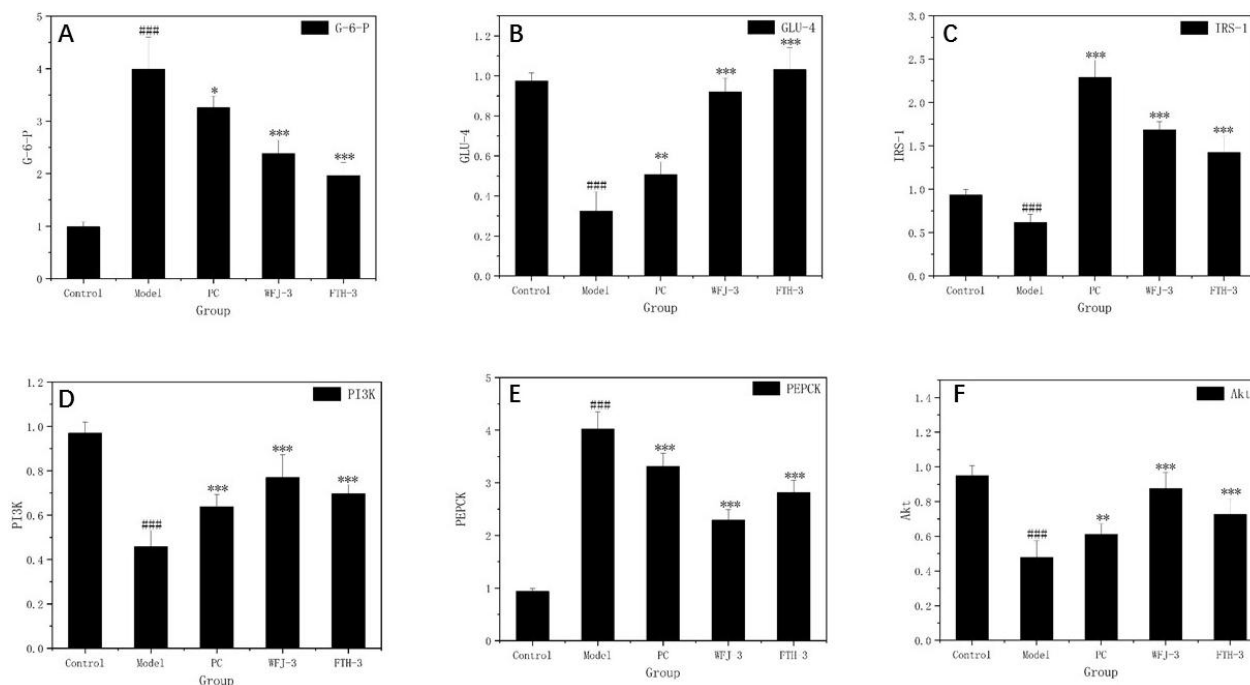 A
G-6-P
G-6-P
5
4
3
2
1
0
###
*
***
***
Control
Model
PC
WFJ-3
FTH-3
Group
B
GLU-4
GLU-4
1.2
1.0
0.8
0.6
0.4
0.2
0.0
###
**
***
***
Control
Model
PC
WFJ-3
FTH-3
Group
C
IRS-1
IRS-1
3.0
2.5
2.0
1.5
1.0
0.5
0.0
###
***
***
***
Control
Model
PC
WFJ-3
FTH-3
Group
D
PI3K
PI3K
1.2
1.0
0.8
0.6
0.4
0.2
0.0
###
***
***
***
Control
Model
PC
WFJ-3
FTH-3
Group
E
PEPCK
PEPCK
5
4
3
2
1
0
###
***
***
***
Control
Model
PC
WFJ 3
FTH 3
Group
F
Akt
Akt
1.4
1.2
1.0
0.8
0.6
0.4
0.2
0.0
###
**
***
***
Control
Model
PC
WFJ-3
FTH-3
Group